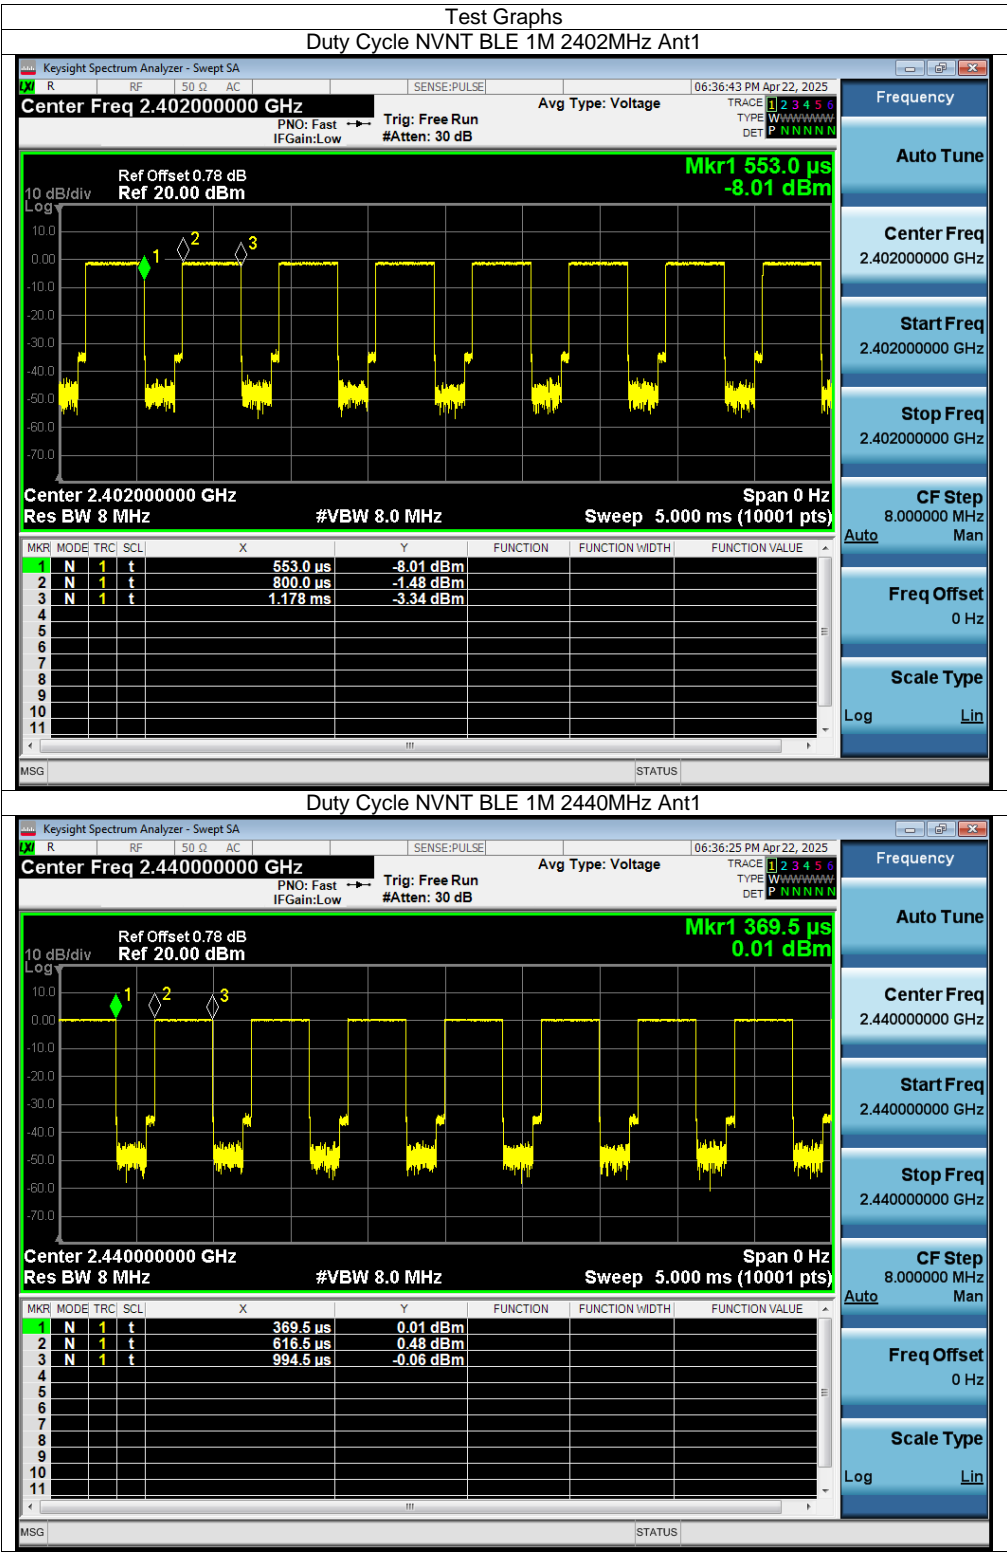 Test Graphs
Duty Cycle NVNT BLE 1M 2402MHz Ant1
Keysight Spectrum Analyzer - Swept SA
LXI R RF 50 Ω AC SENSE:PULSE 06:36:43 PM Apr 22, 2025
Center Freq 2.402000000 GHz Avg Type: Voltage TRACE 1 2 3 4 5 6
PNO: Fast Trig: Free Run TYPE WWWWWW
IFGain:Low #Atten: 30 dB DET P N N N N N
Frequency
Mkr1 553.0 µs
-8.01 dBm
Ref Offset 0.78 dB
10 dB/div Ref 20.00 dBm
Log
10.0
0.00
-10.0
-20.0
-30.0
-40.0
-50.0
-60.0
-70.0
1
2
3
Center 2.402000000 GHz Span 0 Hz
Res BW 8 MHz #VBW 8.0 MHz Sweep 5.000 ms (10001 pts)
MKR MODE TRC SCL X Y FUNCTION FUNCTION WIDTH FUNCTION VALUE
1 N 1 t 553.0 µs -8.01 dBm
2 N 1 t 800.0 µs -1.48 dBm
3 N 1 t 1.178 ms -3.34 dBm
4
5
6
7
8
9
10
11
MSG STATUS
Auto Tune
Center Freq
2.402000000 GHz
Start Freq
2.402000000 GHz
Stop Freq
2.402000000 GHz
CF Step
8.000000 MHz
Auto Man
Freq Offset
0 Hz
Scale Type
Log Lin
Duty Cycle NVNT BLE 1M 2440MHz Ant1
Keysight Spectrum Analyzer - Swept SA
LXI R RF 50 Ω AC SENSE:PULSE 06:36:25 PM Apr 22, 2025
Center Freq 2.440000000 GHz Avg Type: Voltage TRACE 1 2 3 4 5 6
PNO: Fast Trig: Free Run TYPE WWWWWW
IFGain:Low #Atten: 30 dB DET P N N N N N
Frequency
Mkr1 369.5 µs
0.01 dBm
Ref Offset 0.78 dB
10 dB/div Ref 20.00 dBm
Log
10.0
0.00
-10.0
-20.0
-30.0
-40.0
-50.0
-60.0
-70.0
1
2
3
Center 2.440000000 GHz Span 0 Hz
Res BW 8 MHz #VBW 8.0 MHz Sweep 5.000 ms (10001 pts)
MKR MODE TRC SCL X Y FUNCTION FUNCTION WIDTH FUNCTION VALUE
1 N 1 t 369.5 µs 0.01 dBm
2 N 1 t 616.5 µs 0.48 dBm
3 N 1 t 994.5 µs -0.06 dBm
4
5
6
7
8
9
10
11
MSG STATUS
Auto Tune
Center Freq
2.440000000 GHz
Start Freq
2.440000000 GHz
Stop Freq
2.440000000 GHz
CF Step
8.000000 MHz
Auto Man
Freq Offset
0 Hz
Scale Type
Log Lin